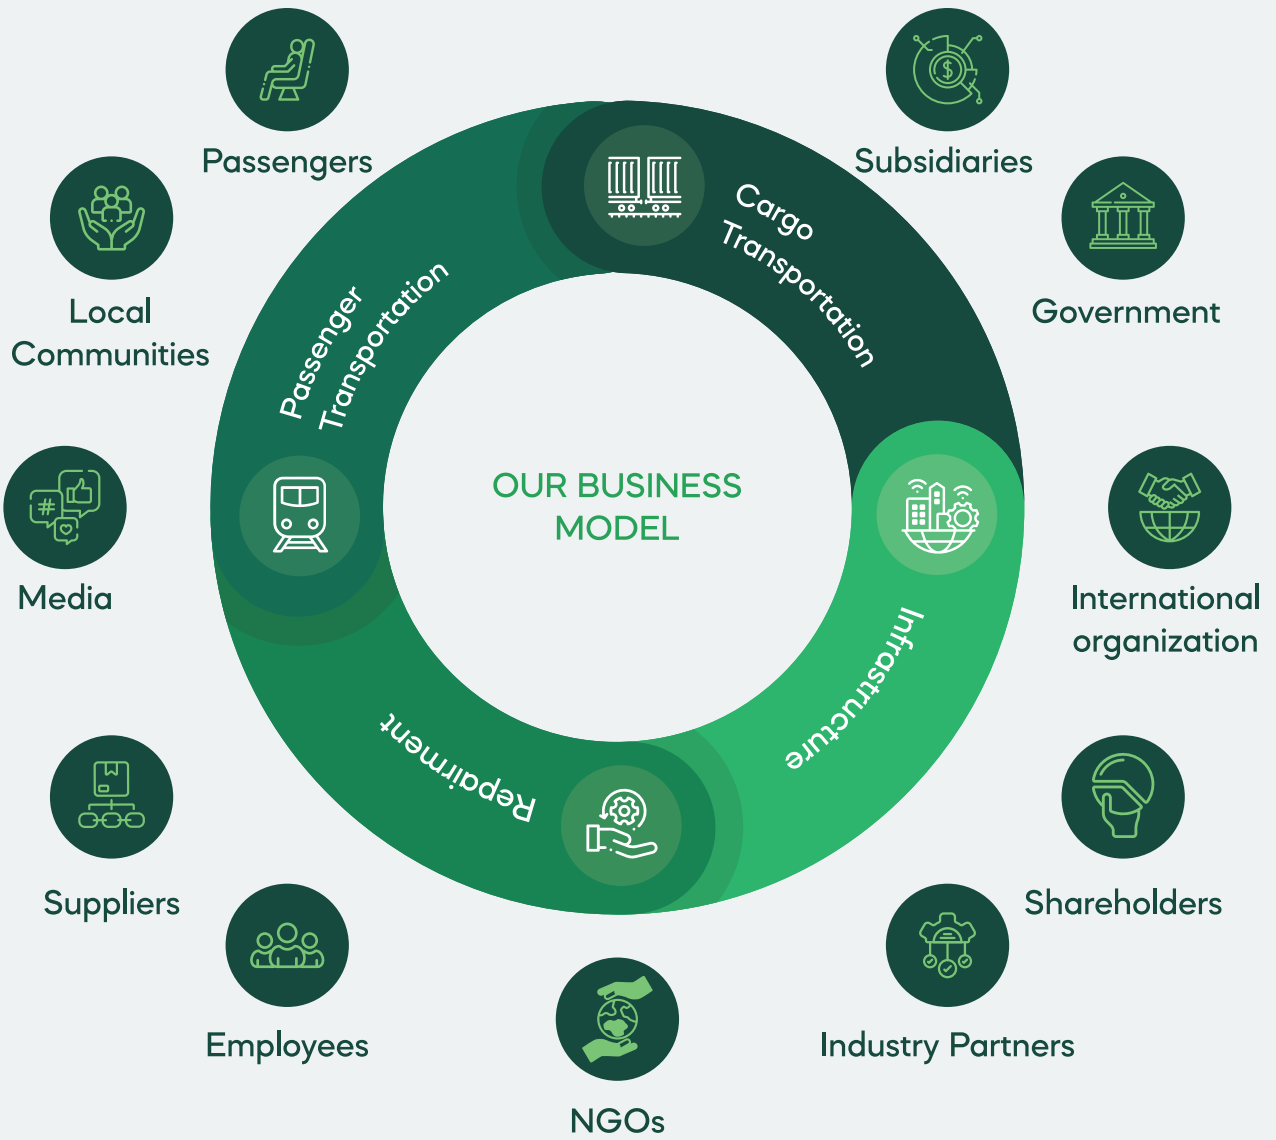 Passengers
Subsidiaries
Local
Communities
Government
Cargo
Transportation
Passenger
Transportation
OUR BUSINESS
MODEL
Media
International
organization
Infrastructure
Repairment
Suppliers
Shareholders
Employees
Industry Partners
NGOs
#
$